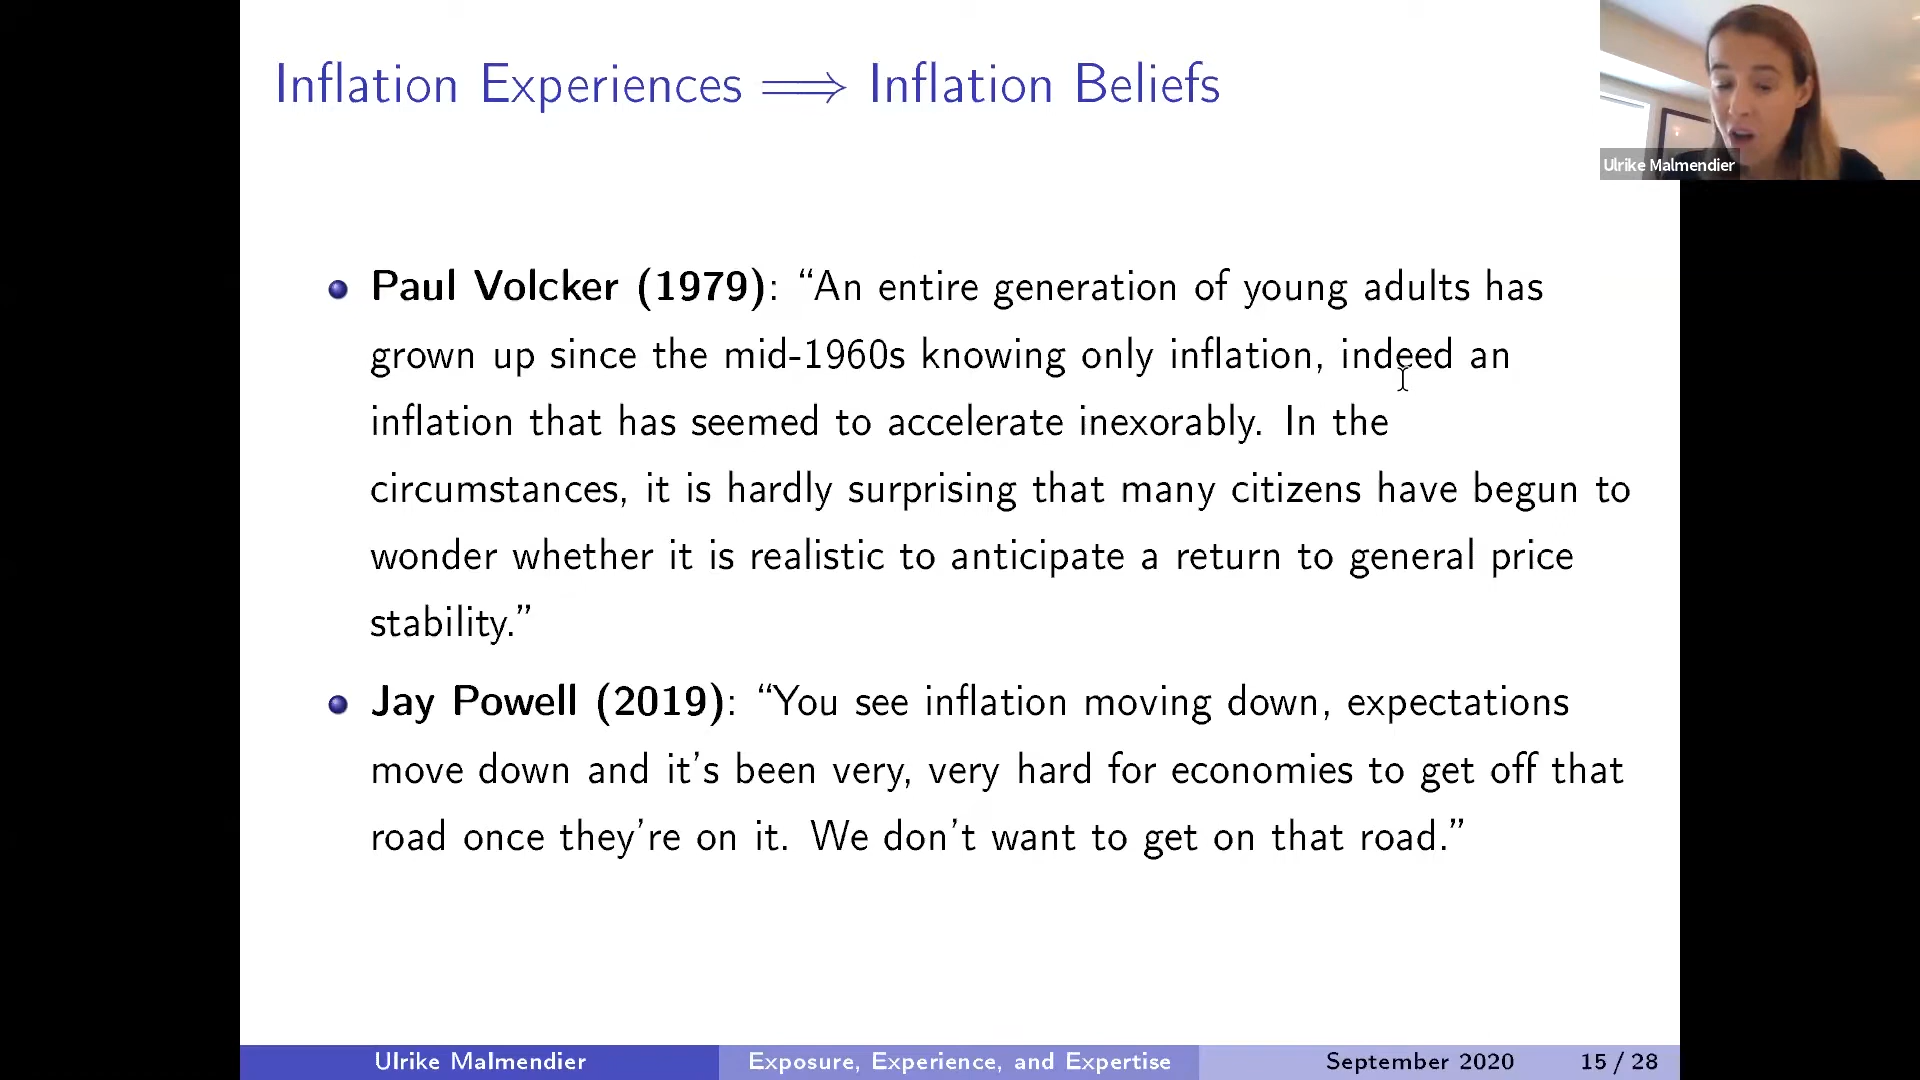 Inflation Experiences ⟹ Inflation Beliefs
Ulrike Malmendier
Paul Volcker (1979): “An entire generation of young adults has
grown up since the mid-1960s knowing only inflation, indeed an
inflation that has seemed to accelerate inexorably. In the
circumstances, it is hardly surprising that many citizens have begun to
wonder whether it is realistic to anticipate a return to general price
stability.”
Jay Powell (2019): “You see inflation moving down, expectations
move down and it’s been very, very hard for economies to get off that
road once they’re on it. We don’t want to get on that road.”
Ulrike Malmendier Exposure, Experience, and Expertise September 2020 15 / 28